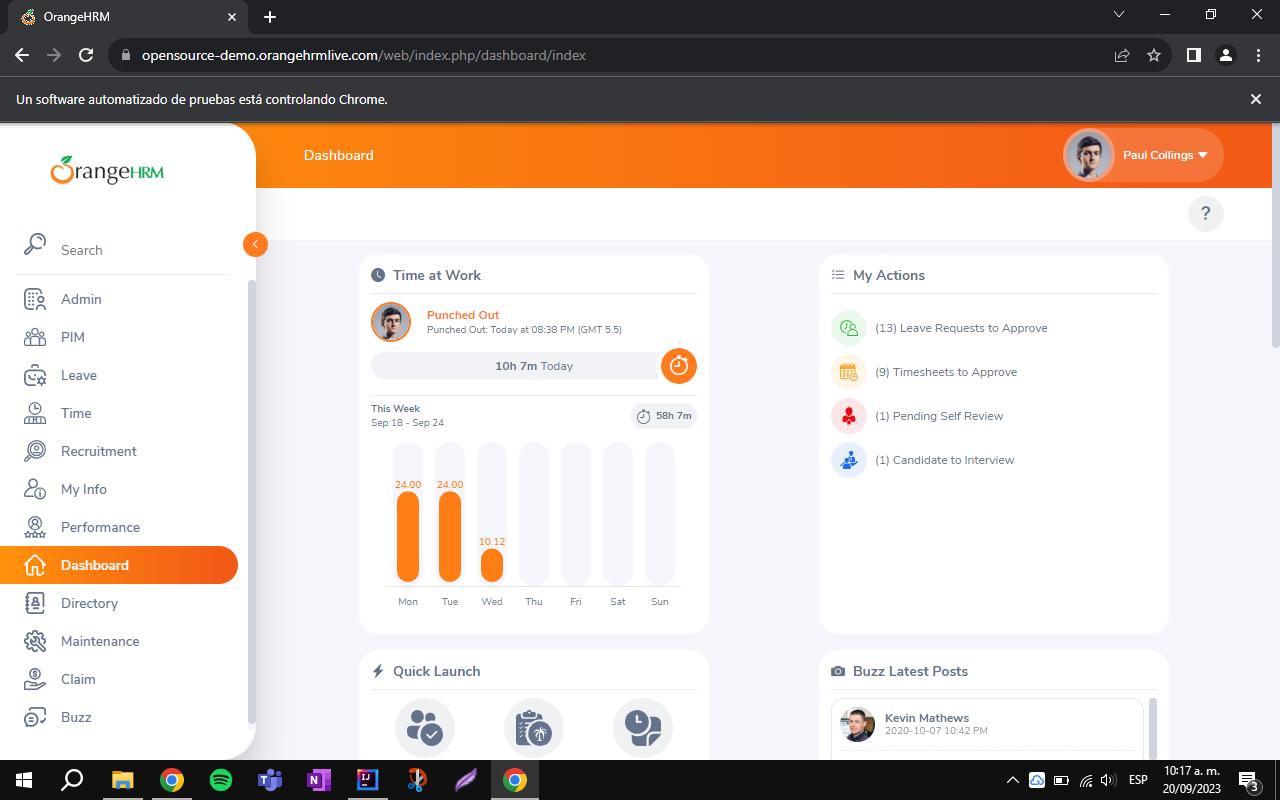 OrangeHRM
opensource-demo.orangehrmlive.com/web/index.php/dashboard/index
Un software automatizado de pruebas está controlando Chrome.
OrangeHRM
Dashboard
Paul Collings
?
Search
Admin
PIM
Leave
Time
Recruitment
My Info
Performance
Dashboard
Directory
Maintenance
Claim
Buzz
Time at Work
Punched Out
Punched Out: Today at 08:38 PM (GMT 5.5)
10h 7m Today
This Week
Sep 18 - Sep 24
58h 7m
24.00 24.00 10.12
Mon Tue Wed Thu Fri Sat Sun
My Actions
(13) Leave Requests to Approve
(9) Timesheets to Approve
(1) Pending Self Review
(1) Candidate to Interview
Quick Launch
Buzz Latest Posts
Kevin Mathews
2020-10-07 10:42 PM
ESP
10:17 a. m.
20/09/2023
3